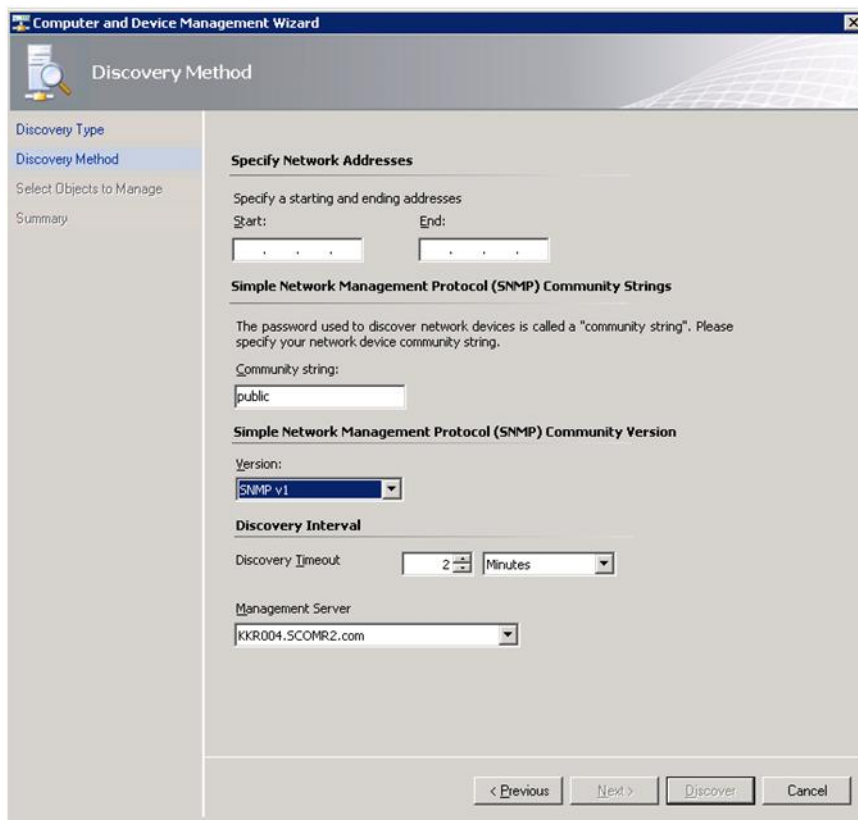 Computer and Device Management Wizard
Discovery Method
Discovery Type
Discovery Method
Select Objects to Manage
Summary
Specify Network Addresses
Specify a starting and ending addresses
Start: End:
. . . . . .
Simple Network Management Protocol (SNMP) Community Strings
The password used to discover network devices is called a "community string". Please
specify your network device community string.
Community string:
public
Simple Network Management Protocol (SNMP) Community Version
Version:
SNMP v1
Discovery Interval
Discovery Timeout 2 Minutes
Management Server
KKR004.SCOMR2.com
< Previous Next > Discover Cancel